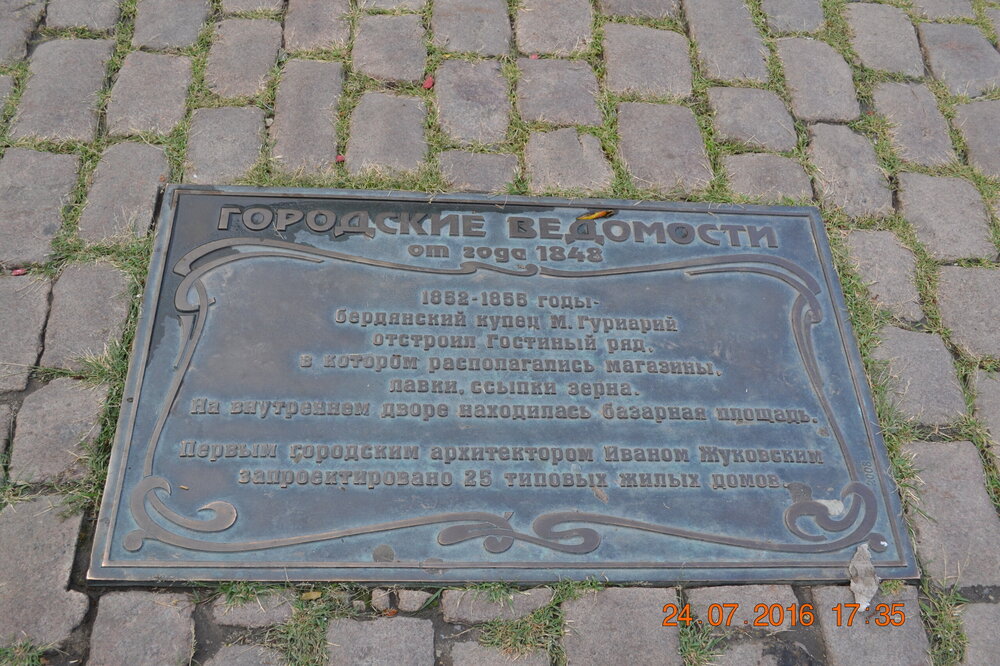 ГОРОДСКИЕ ВЕДОМОСТИ
от года 1848
1852-1855 годы-
бердянский купец М. Гуриарий
отстроил Гостиный ряд,
в котором располагались магазины,
лавки, ссыпки зерна.
На внутреннем дворе находилась базарная площадь.
Первым городским архитектором Иваном Жуковским
запроектировано 25 типовых жилых домов.
2008
24.07.2016 17:35